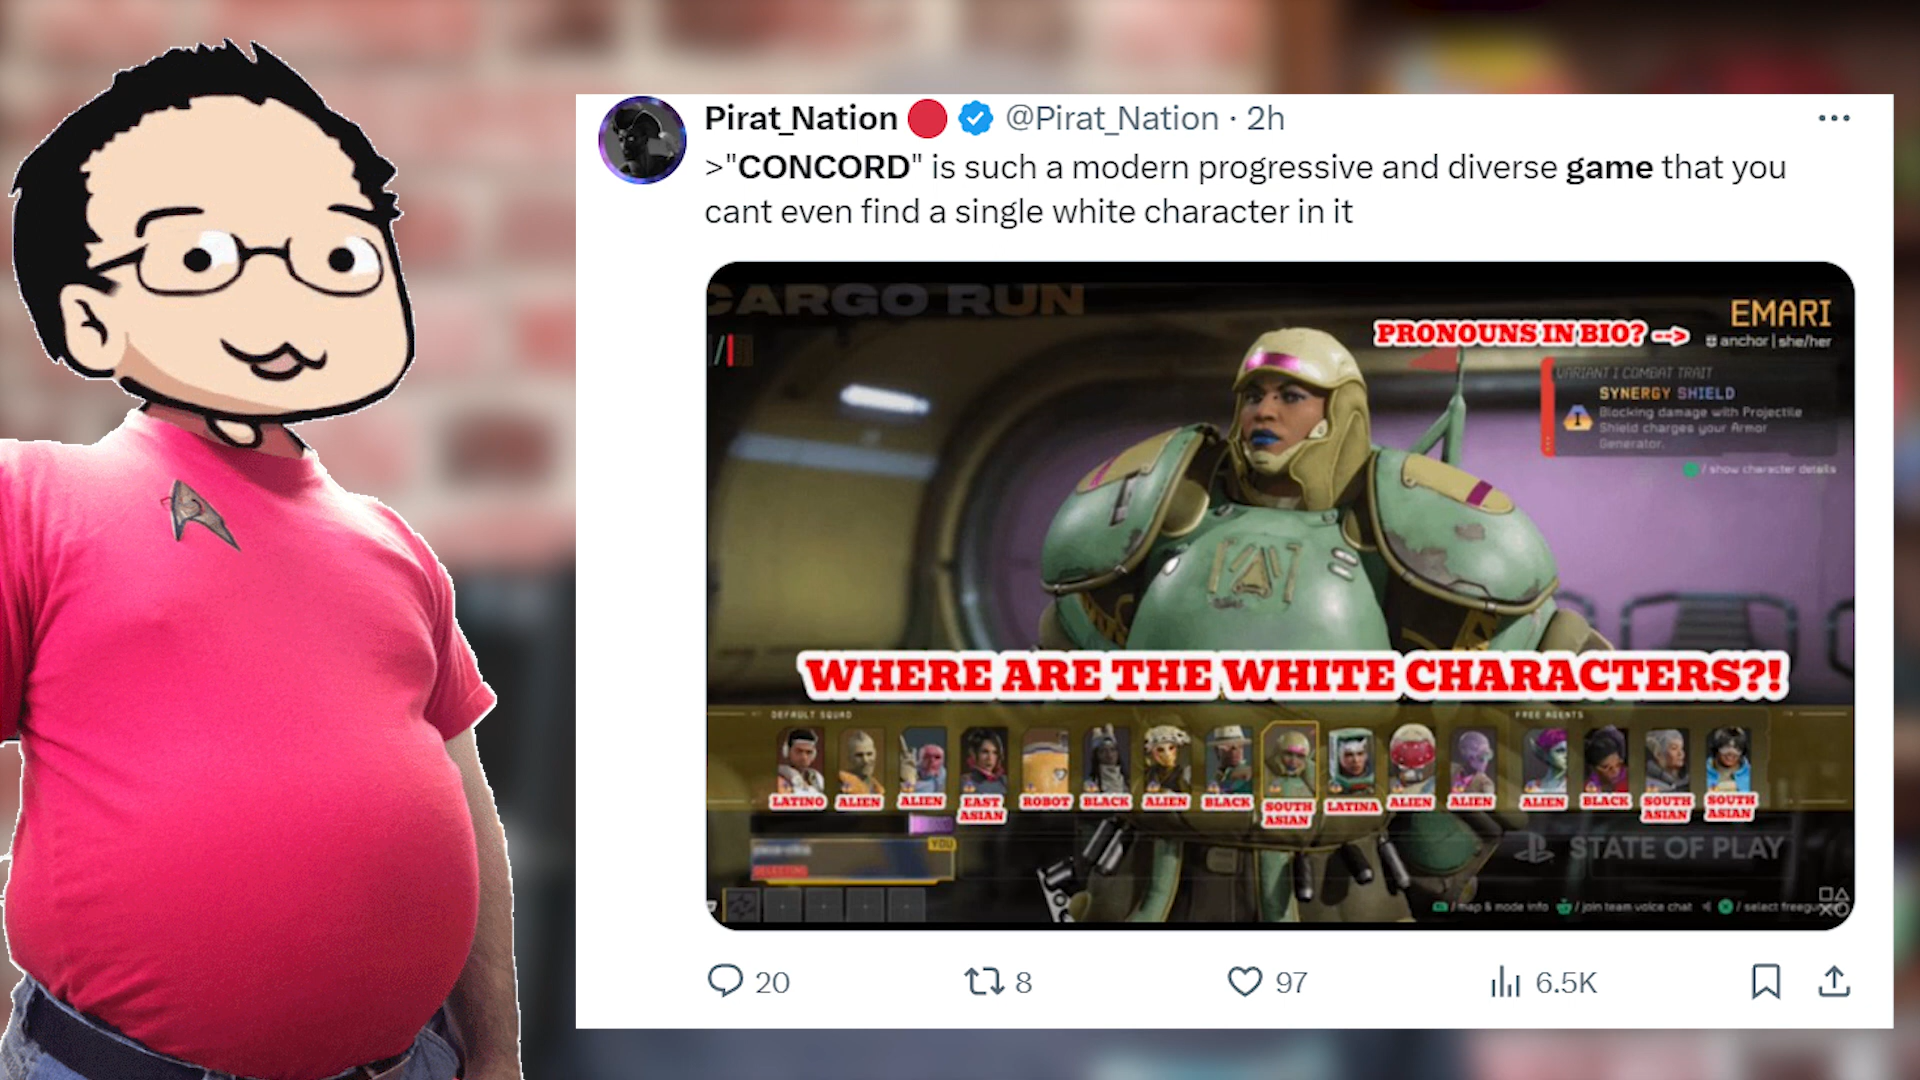 Pirat_Nation @Pirat_Nation · 2h
>"CONCORD" is such a modern progressive and diverse game that you
cant even find a single white character in it
CARGO RUN
EMARI
PRONOUNS IN BIO? -->
anchor | she/her
VARIANT I COMBAT TRAIT
SYNERGY SHIELD
I
Blocking damage with Projectile
Shield charges your Armor
Generator.
/ show character details
WHERE ARE THE WHITE CHARACTERS?!
DEFAULT SQUAD
FREE AGENTS
LATINO ALIEN ALIEN EAST ASIAN ROBOT BLACK ALIEN BLACK SOUTH ASIAN LATINA ALIEN ALIEN ALIEN BLACK SOUTH ASIAN SOUTH ASIAN
YOU
STATE OF PLAY
/ map & mode info / join team voice chat / select freegu
20 8 97 6.5K